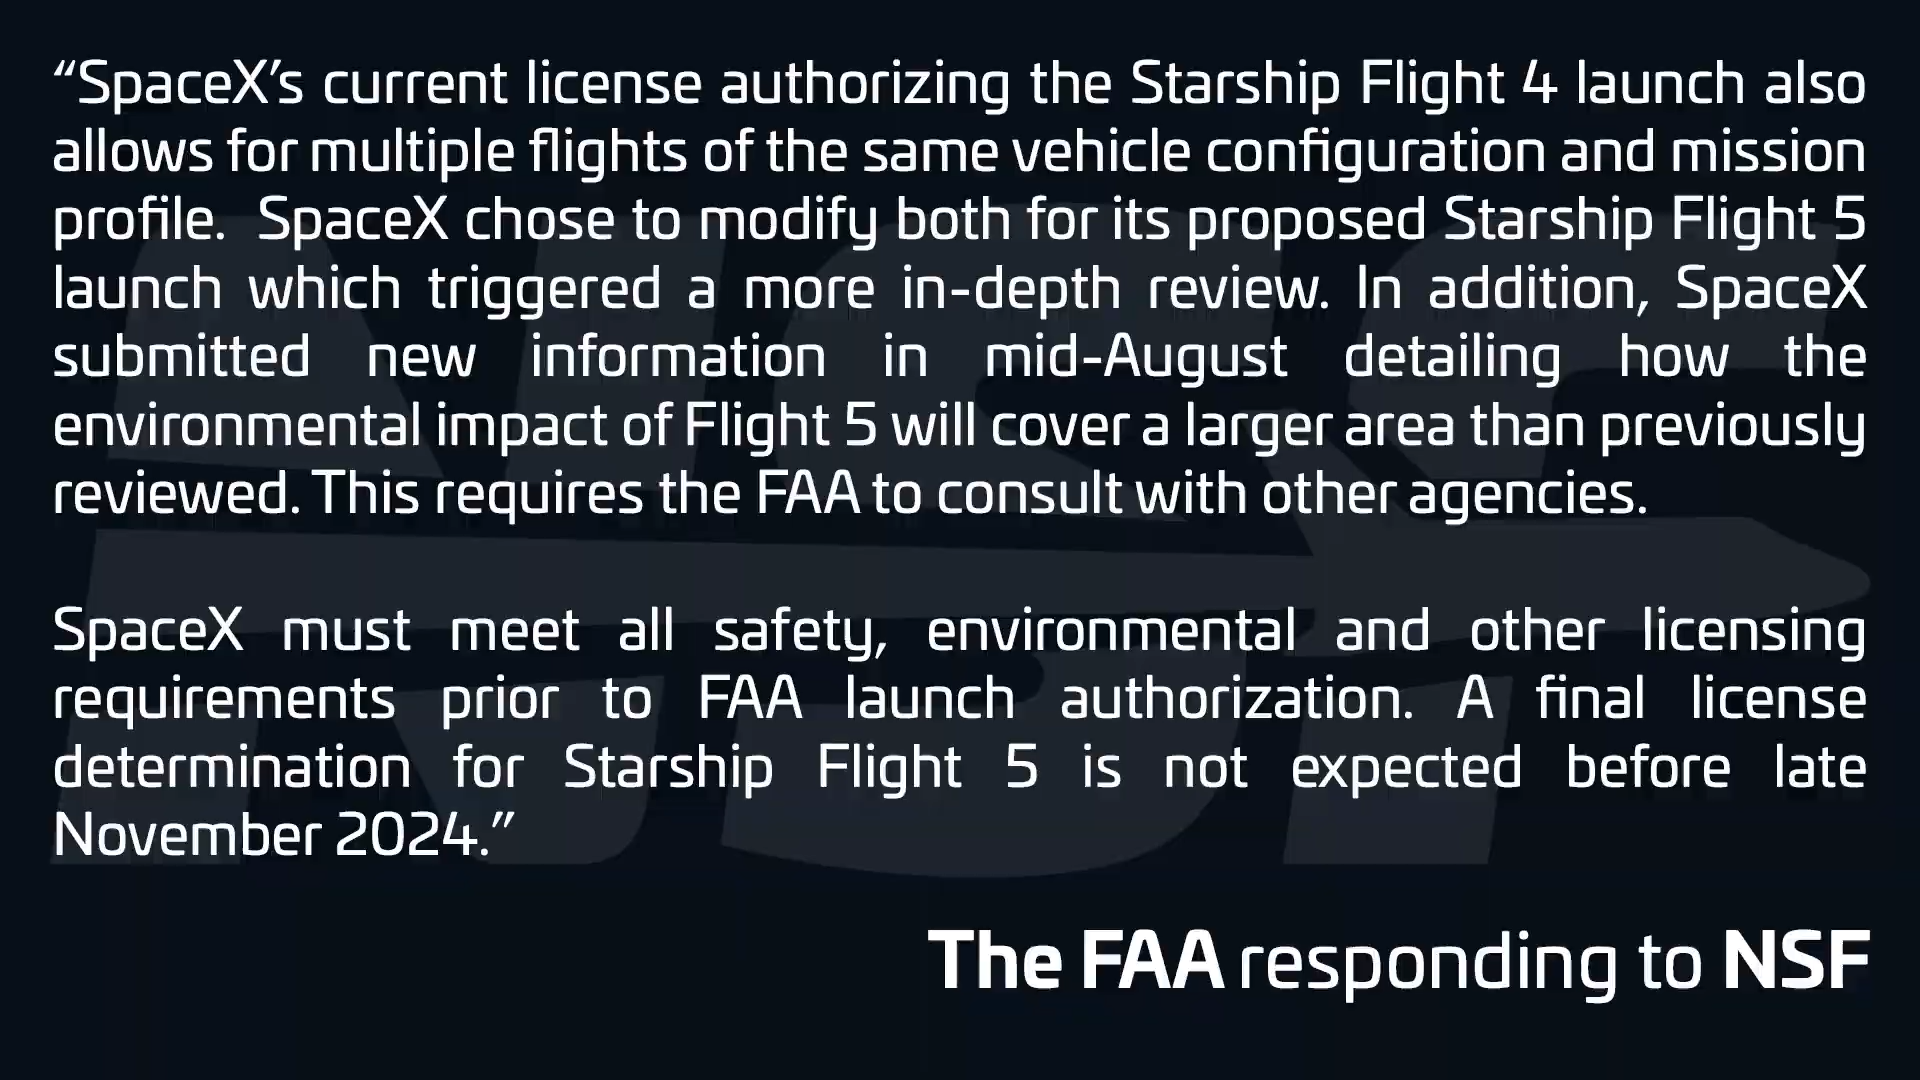 “SpaceX’s current license authorizing the Starship Flight 4 launch also
allows for multiple flights of the same vehicle configuration and mission
profile.  SpaceX chose to modify both for its proposed Starship Flight 5
launch which triggered a more in-depth review. In addition, SpaceX
submitted new information in mid-August detailing how the
environmental impact of Flight 5 will cover a larger area than previously
reviewed. This requires the FAA to consult with other agencies.
SpaceX must meet all safety, environmental and other licensing
requirements prior to FAA launch authorization. A final license
determination for Starship Flight 5 is not expected before late
November 2024.”
The FAA responding to NSF